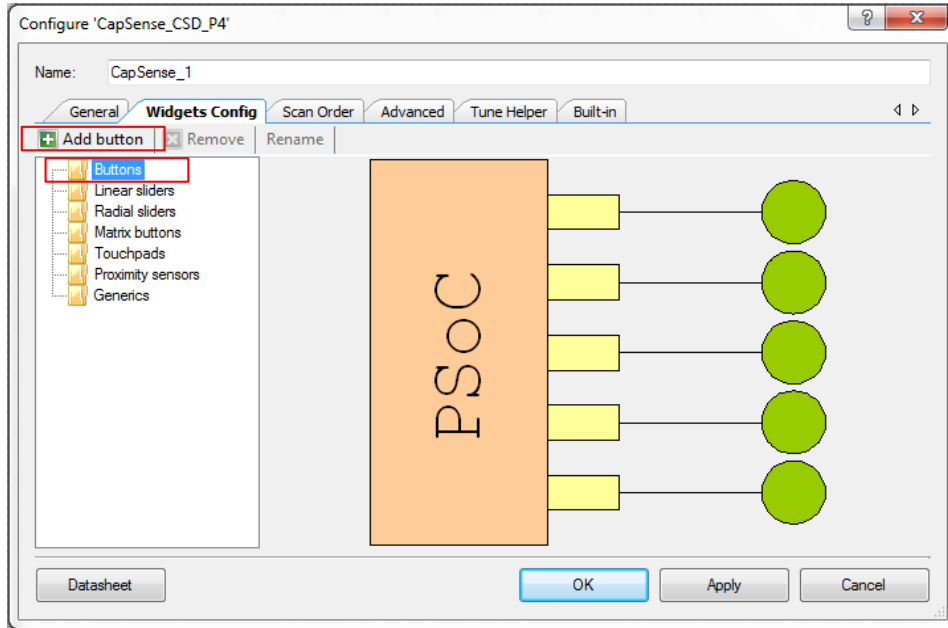 Configure 'CapSense_CSD_P4'
?
Name: CapSense_1
General Widgets Config Scan Order Advanced Tune Helper Built-in
Add button Remove Rename
Buttons
Linear sliders
Radial sliders
Matrix buttons
Touchpads
Proximity sensors
Generics
PSoC
Datasheet OK Apply Cancel